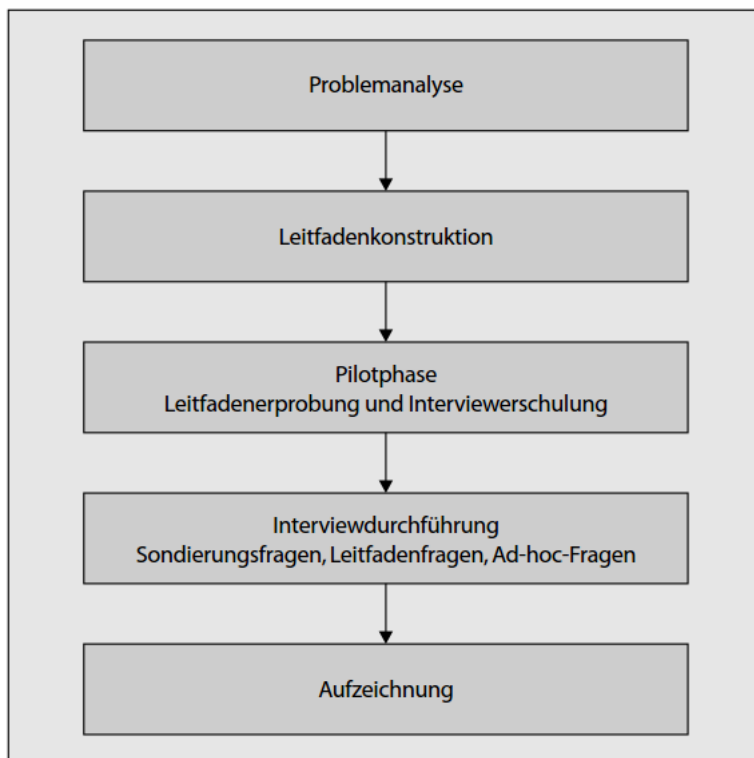 Problemanalyse
Leitfadenkonstruktion
Pilotphase
Leitfadenerprobung und Interviewerschulung
Interviewdurchführung
Sondierungsfragen, Leitfadenfragen, Ad-hoc-Fragen
Aufzeichnung